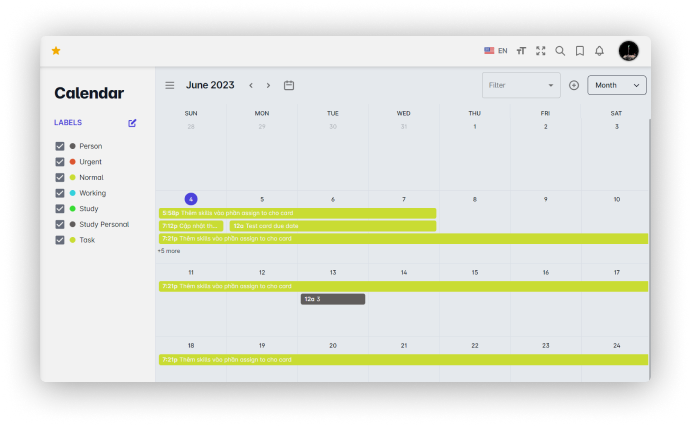 EN
Calendar
LABELS
Person
Urgent
Normal
Working
Study
Study Personal
Task
June 2023
Filter
Month
SUN MON TUE WED THU FRI SAT
28 29 30 31 1 2 3
4 5 6 7 8 9 10
5:58p Thêm skills vào phần assign to cho card
7:12p Cập nhật th... 12a Text card due date
7:21p Thêm skills vào phần assign to cho card
+5 more
11 12 13 14 15 16 17
7:21p Thêm skills vào phần assign to cho card
12a 3
18 19 20 21 22 23 24
7:21p Thêm skills vào phần assign to cho card